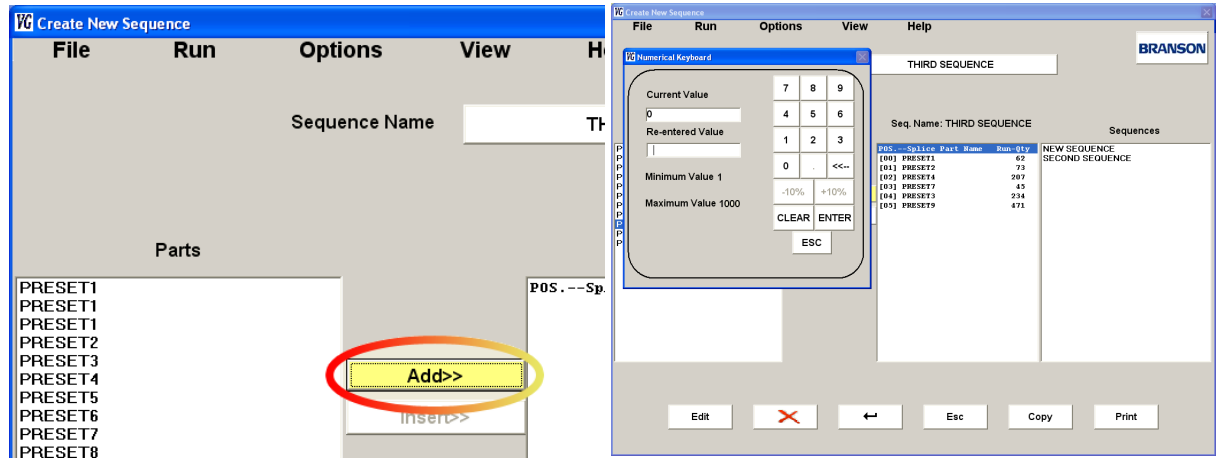 Create New Sequence
File Run Options View H
Sequence Name TH
Parts
PRESET1
PRESET1
PRESET1
PRESET2
PRESET3
PRESET4
PRESET5
PRESET6
PRESET7
PRESET8
POS.--Sp
Add>>
Insert>>
Create New Sequence
File Run Options View Help
BRANSON
THIRD SEQUENCE
Numerical Keyboard
Current Value
0
Re-entered Value
Minimum Value 1
Maximum Value 1000
7 8 9
4 5 6
1 2 3
0 . <<--
-10% +10%
CLEAR ENTER
ESC
Seq. Name: THIRD SEQUENCE
POS.--Splice Part Name Run-Qty
[00] PRESET1 62
[01] PRESET2 73
[02] PRESET4 207
[03] PRESET7 45
[04] PRESET3 234
[05] PRESET9 471
Sequences
NEW SEQUENCE
SECOND SEQUENCE
P
P
P
P
P
P
P
P
P
P
P
Edit Esc Copy Print